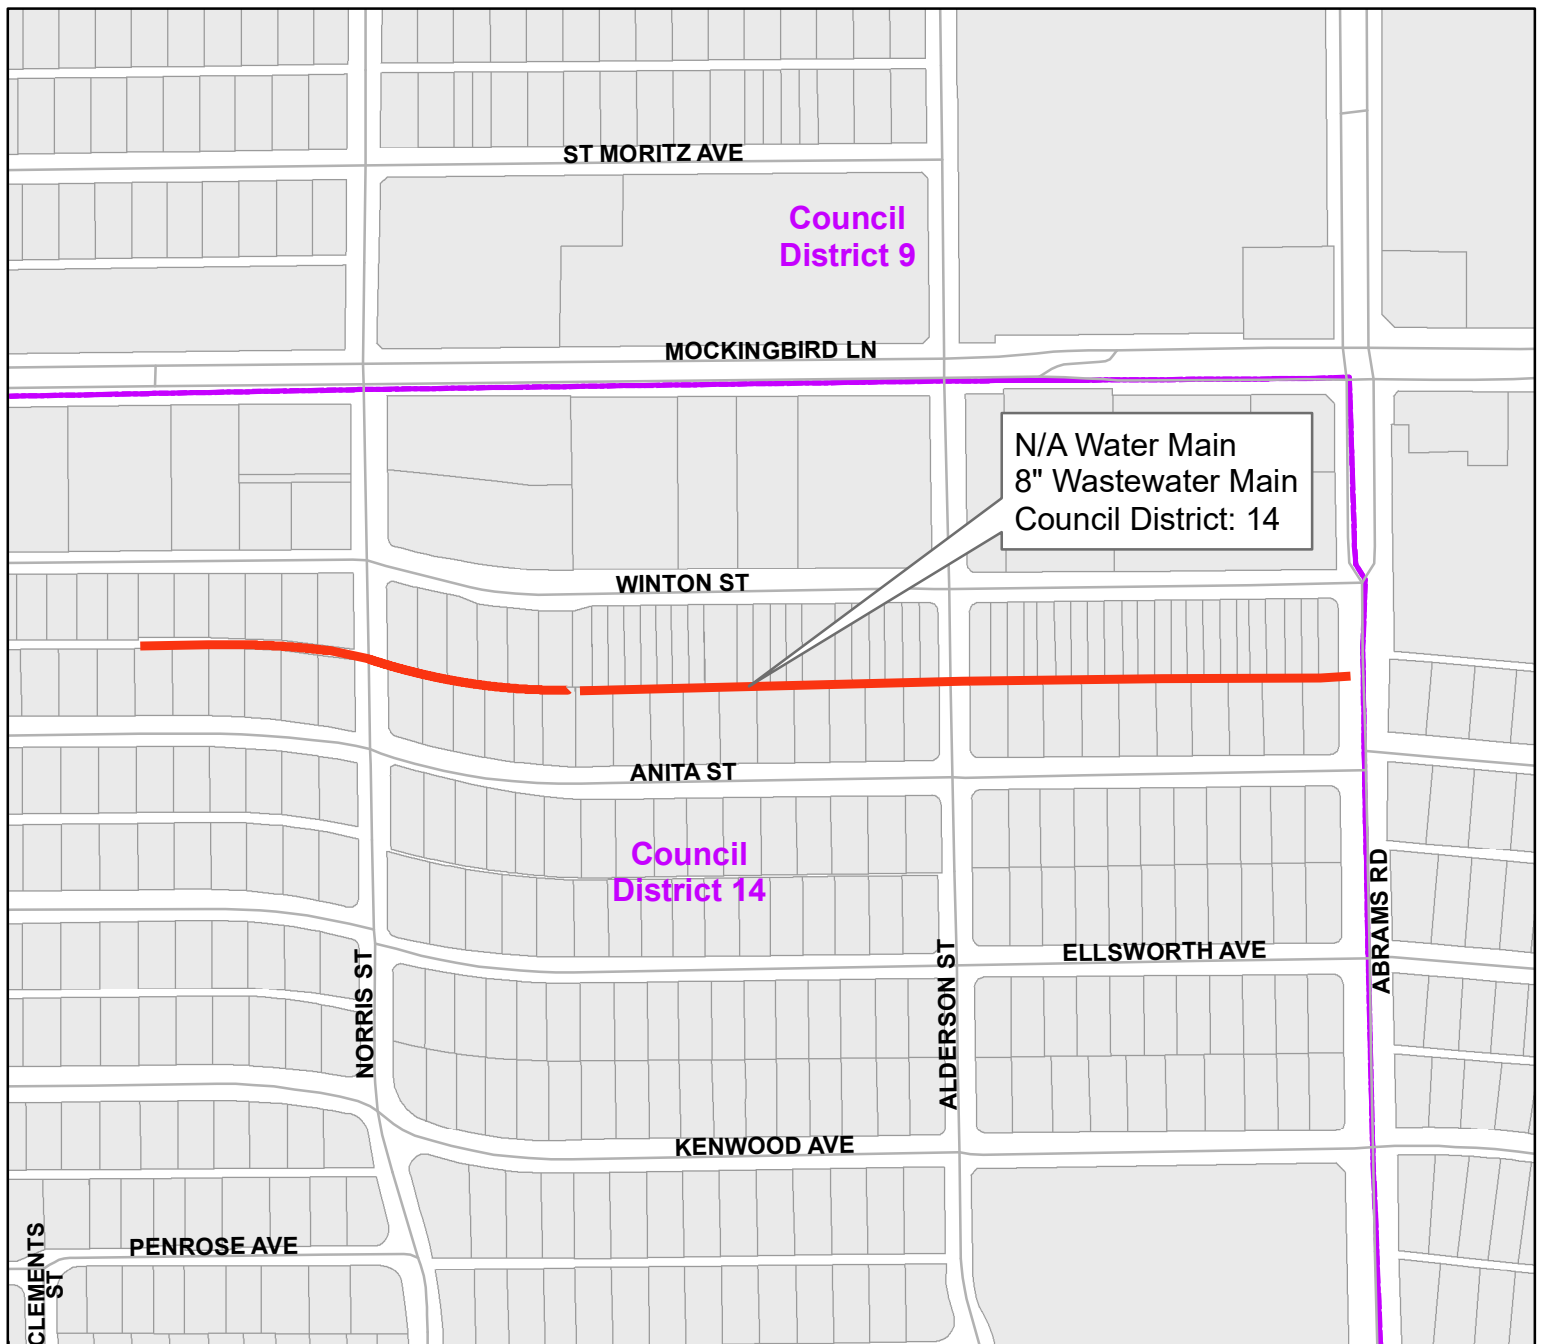 ST MORITZ AVE
Council
District 9
MOCKINGBIRD LN
N/A Water Main
8" Wastewater Main
Council District: 14
WINTON ST
ANITA ST
Council
District 14
ABRAMS RD
ELLSWORTH AVE
NORRIS ST
ALDERSON ST
KENWOOD AVE
PENROSE AVE
CLEMENTS
ST